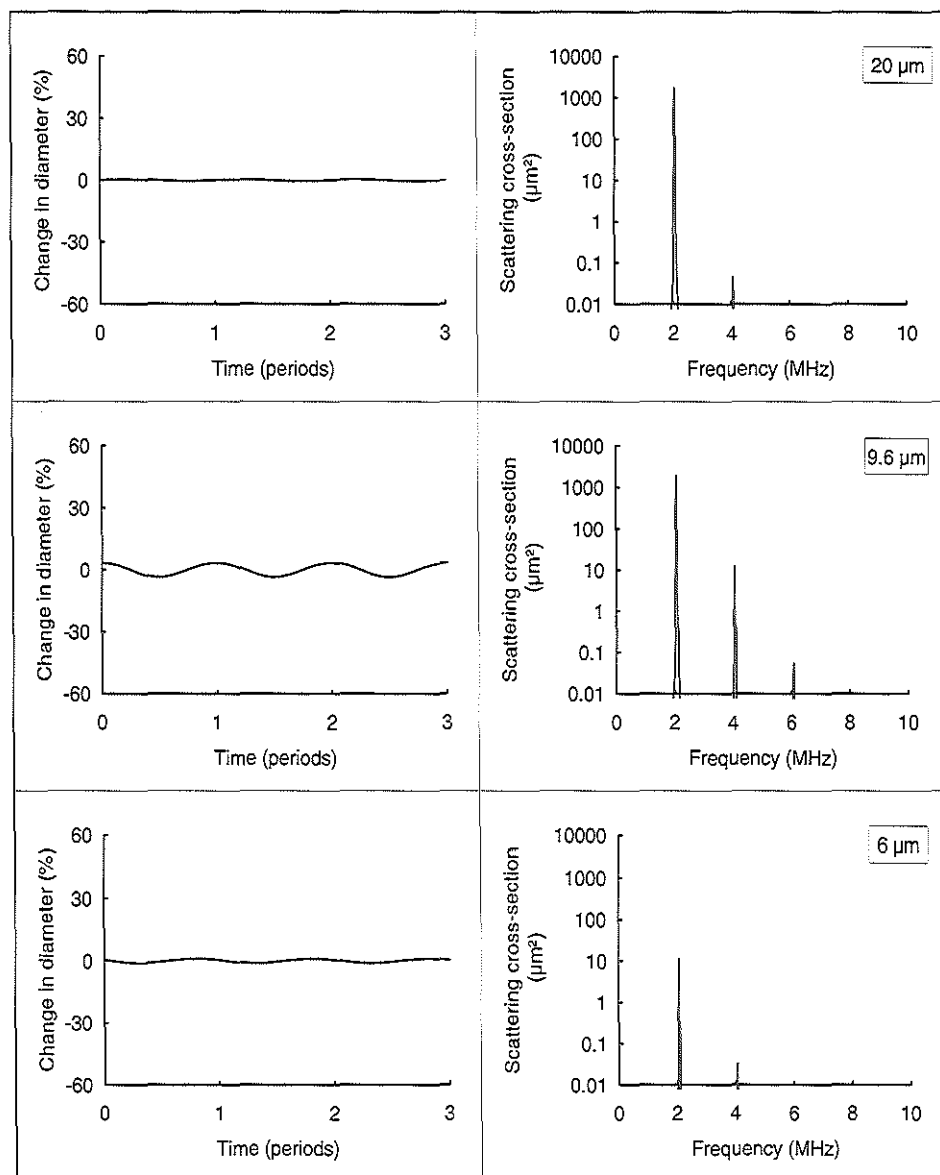 Change in diameter (%)
60
30
0
-30
-60
0 1 2 3
Time (periods)
Scattering cross-section
(µm²)
10000
1000
100
10
1
0.1
0.01
0 2 4 6 8 10
Frequency (MHz)
20 µm
Change in diameter (%)
60
30
0
-30
-60
0 1 2 3
Time (periods)
Scattering cross-section
(µm²)
10000
1000
100
10
1
0.1
0.01
0 2 4 6 8 10
Frequency (MHz)
9.6 µm
Change in diameter (%)
60
30
0
-30
-60
0 1 2 3
Time (periods)
Scattering cross-section
(µm²)
10000
1000
100
10
1
0.1
0.01
0 2 4 6 8 10
Frequency (MHz)
6 µm